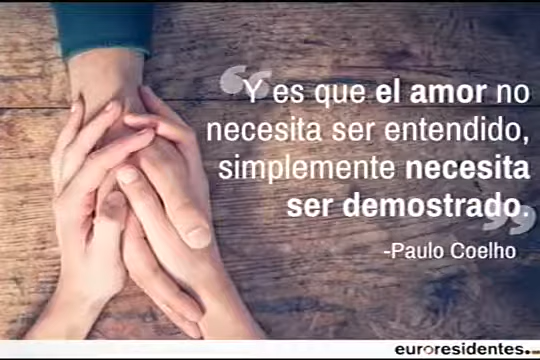 “Y es que el amor no
necesita ser entendido,
simplemente necesita
ser demostrado.”
-Paulo Coelho
euroresidentes.